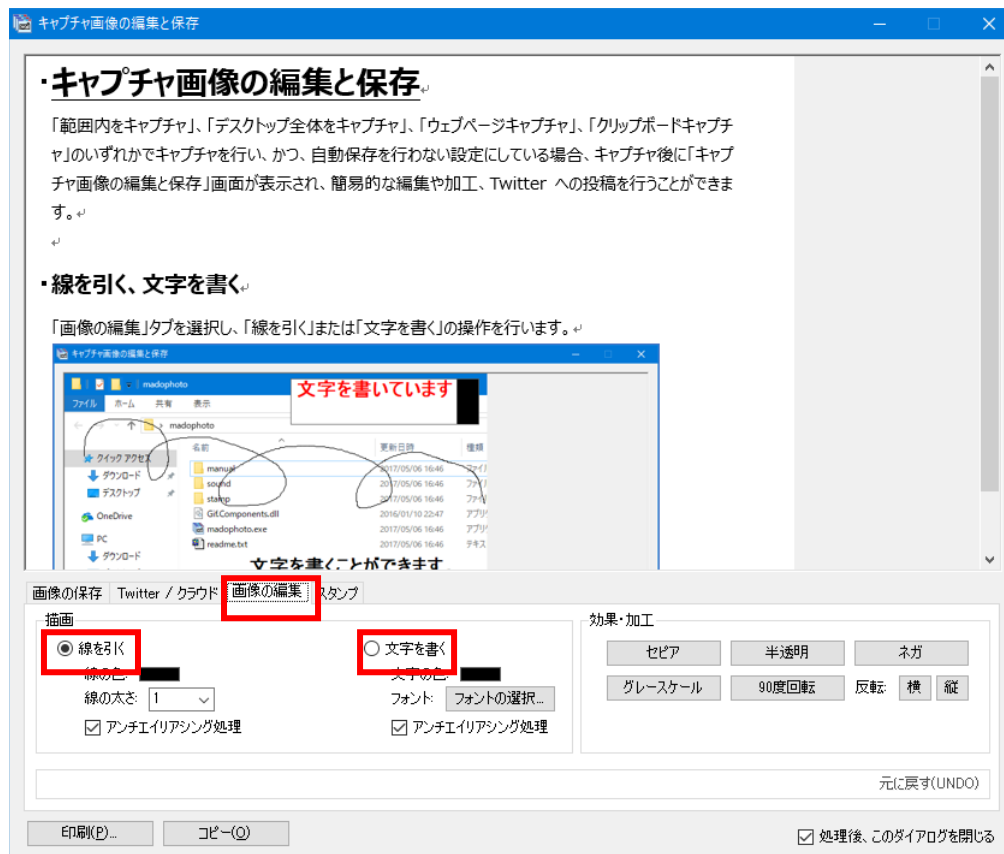 キャプチャ画像の編集と保存
・キャプチャ画像の編集と保存
「範囲内をキャプチャ」、「デスクトップ全体をキャプチャ」、「ウェブページキャプチャ」、「クリップボードキャプチ
ャ」のいずれかでキャプチャを行い、かつ、自動保存を行わない設定にしている場合、キャプチャ後に「キャプ
チャ画像の編集と保存」画面が表示され、簡易的な編集や加工、Twitter への投稿を行うことができま
す。
・線を引く、文字を書く
「画像の編集」タブを選択し、「線を引く」または「文字を書く」の操作を行います。
キャプチャ画像の編集と保存
madophoto
文字を書いています
ファイル ホーム 共有 表示
madophoto
名前 更新日時 種類
クイック アクセス
manual 2017/05/06 16:46 ファイ
ダウンロード
sound 2017/05/06 16:46 ファイ
デスクトップ
stamp 2017/05/06 16:46 ファイ
OneDrive
Gif.Components.dll 2016/01/10 22:47 アプリ
madophoto.exe 2017/05/06 16:46 アプリ
PC
readme.txt 2017/05/06 16:46 テキス
ダウンロード
文字を書くことができます
画像の保存 Twitter / クラウド 画像の編集 スタンプ
描画 効果・加工
線を引く 文字を書く セピア 半透明 ネガ
線の色: 文字の色:
グレースケール 90度回転 反転: 横 縦
線の太さ: 1 フォント: フォントの選択...
アンチエイリアシング処理 アンチエイリアシング処理
元に戻す(UNDO)
印刷(P)... コピー(O) 処理後、このダイアログを閉じる